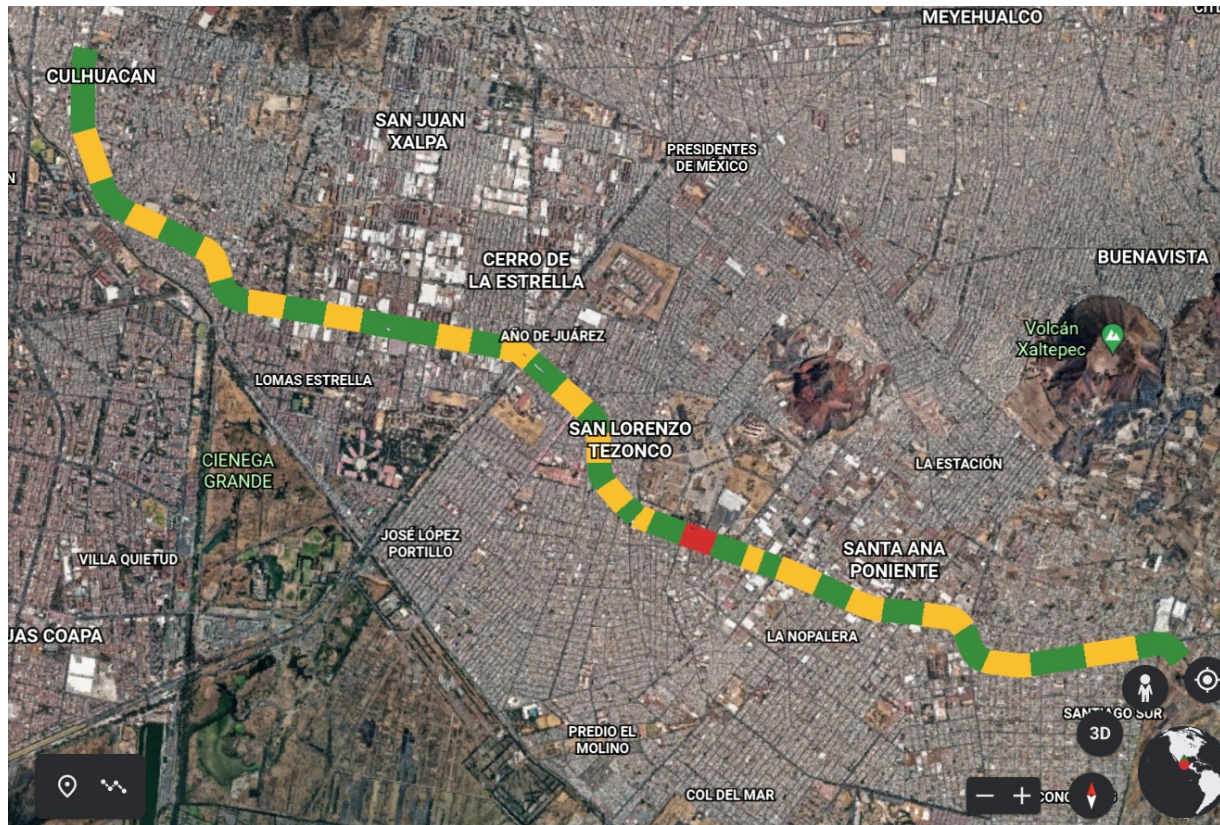 MEYEHUALCO
CULHUACAN
SAN JUAN
XALPA
PRESIDENTES
DE MÉXICO
N
CERRO DE
LA ESTRELLA
BUENAVISTA
Volcán
Xaltepec
AÑO DE JUÁREZ
LOMAS ESTRELLA
SAN LORENZO
TEZONCO
CIENEGA
GRANDE
LA ESTACIÓN
JOSÉ LÓPEZ
PORTILLO
VILLA QUIETUD
SANTA ANA
PONIENTE
JAS COAPA
LA NOPALERA
SANTIAGO SUR
PREDIO EL
MOLINO
3D
COL DEL MAR